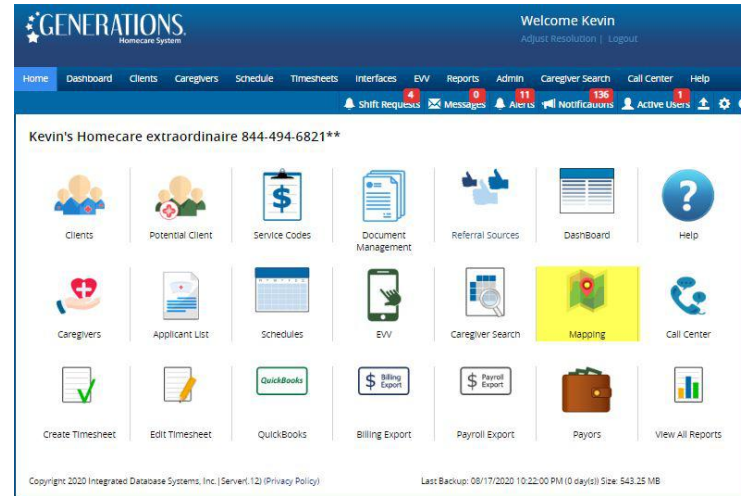 GENERATIONS.
Homecare System
Welcome Kevin
Adjust Resolution | Logout
Home Dashboard Clients Caregivers Schedule Timesheets Interfaces EVV Reports Admin Caregiver Search Call Center Help
4 0 11 136 1
Shift Requests Messages Alerts Notifications Active Users
Kevin's Homecare extraordinaire 844-494-6821**
Clients Potential Client Service Codes Document Management Referral Sources DashBoard Help
Caregivers Applicant List Schedules EVV Caregiver Search Mapping Call Center
QuickBooks $ Billing Export $ Payroll Export
Create Timesheet Edit Timesheet QuickBooks Billing Export Payroll Export Payors View All Reports
Copyright 2020 Integrated Database Systems, Inc. |Server(.12) (Privacy Policy) Last Backup: 08/17/2020 10:22:00 PM (0 day(s)) Size: 543.25 MB